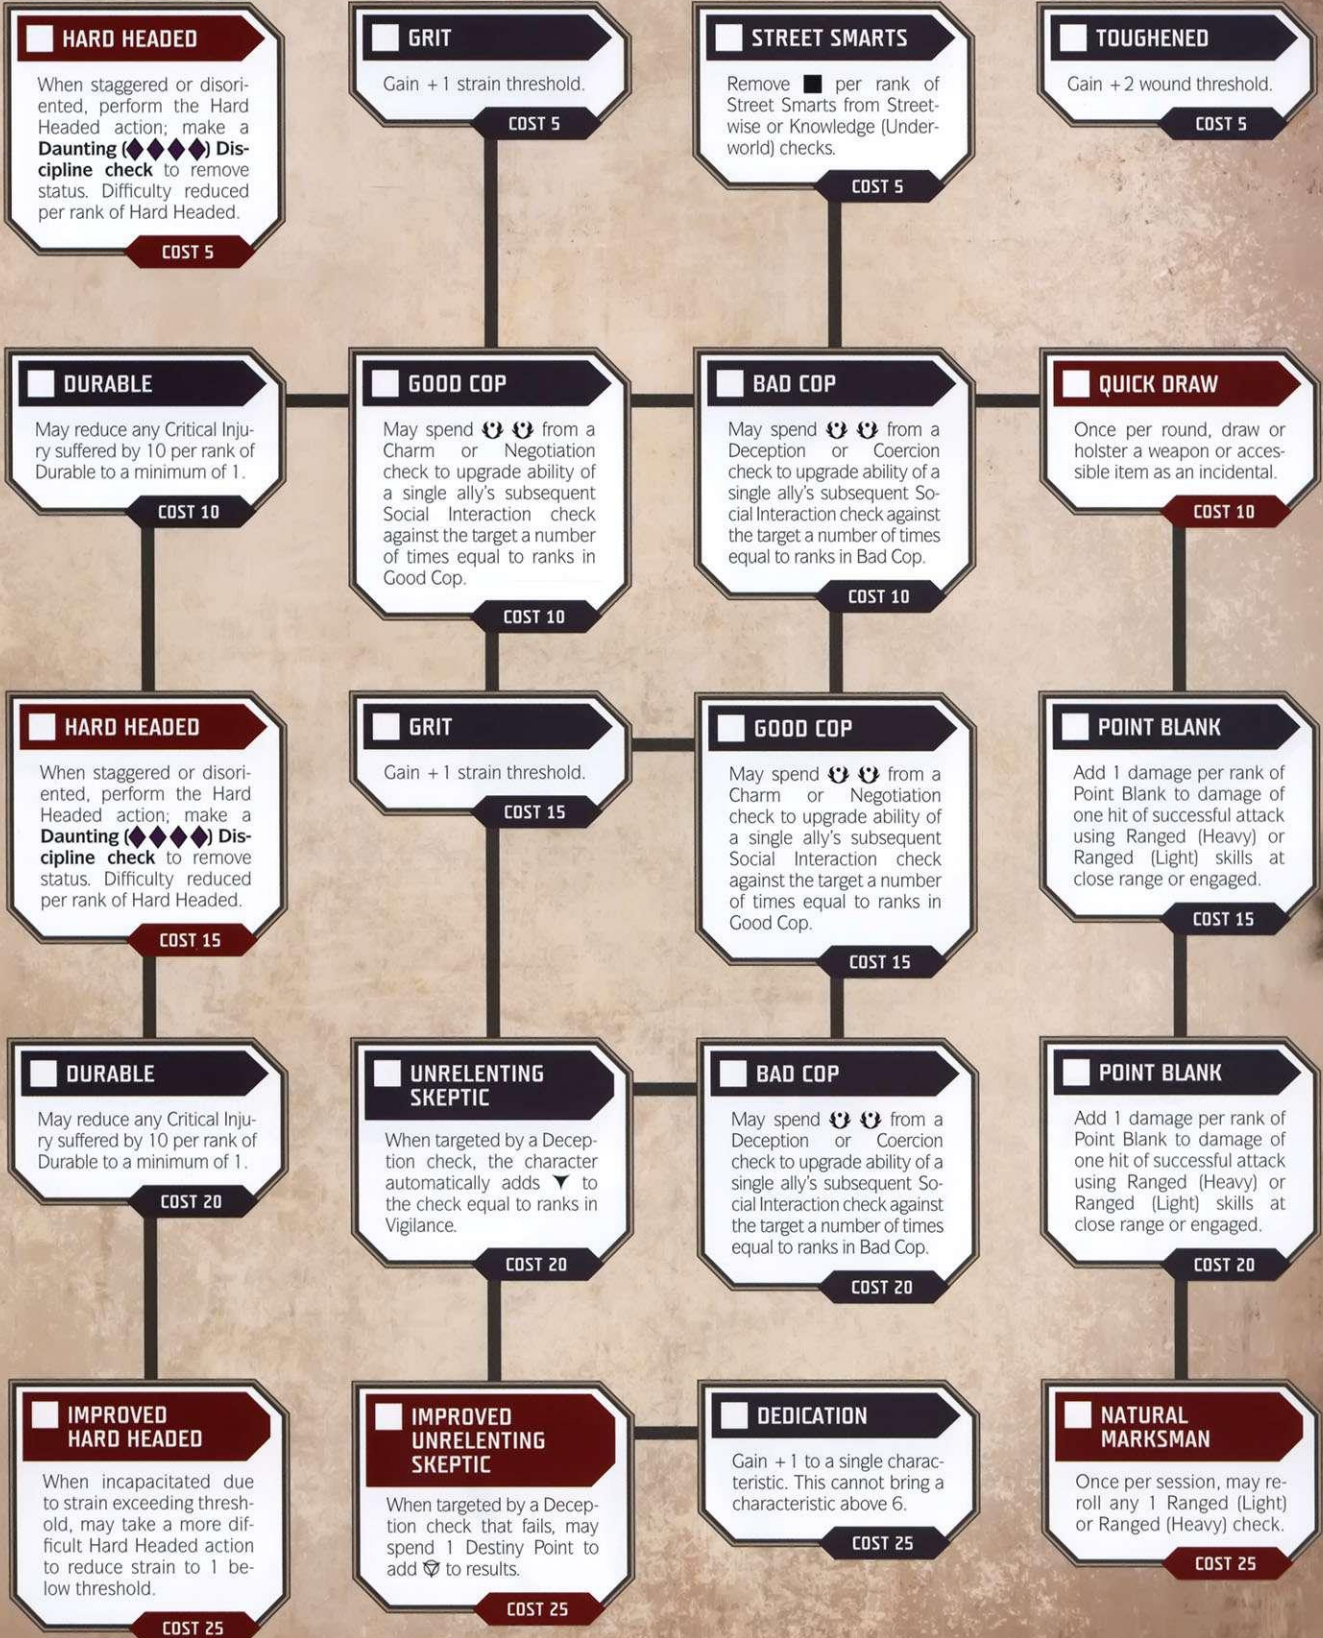 HARD HEADED
When staggered or disori-
ented, perform the Hard
Headed action; make a
Daunting (◆◆◆◆) Dis-
cipline check to remove
status. Difficulty reduced
per rank of Hard Headed.
COST 5
GRIT
Gain +1 strain threshold.
COST 5
STREET SMARTS
Remove ■ per rank of
Street Smarts from Street-
wise or Knowledge (Under-
world) checks.
COST 5
TOUGHENED
Gain +2 wound threshold.
COST 5
DURABLE
May reduce any Critical Inju-
ry suffered by 10 per rank of
Durable to a minimum of 1.
COST 10
GOOD COP
May spend from a
Charm or Negotiation
check to upgrade ability of
a single ally's subsequent
Social Interaction check
against the target a number
of times equal to ranks in
Good Cop.
COST 10
BAD COP
May spend from a
Deception or Coercion
check to upgrade ability of a
single ally's subsequent So-
cial Interaction check against
the target a number of times
equal to ranks in Bad Cop.
COST 10
QUICK DRAW
Once per round, draw or
holster a weapon or acces-
sible item as an incidental.
COST 10
HARD HEADED
When staggered or disori-
ented, perform the Hard
Headed action; make a
Daunting (◆◆◆◆) Dis-
cipline check to remove
status. Difficulty reduced
per rank of Hard Headed.
COST 15
GRIT
Gain +1 strain threshold.
COST 15
GOOD COP
May spend from a
Charm or Negotiation
check to upgrade ability of
a single ally's subsequent
Social Interaction check
against the target a number
of times equal to ranks in
Good Cop.
COST 15
POINT BLANK
Add 1 damage per rank of
Point Blank to damage of
one hit of successful attack
using Ranged (Heavy) or
Ranged (Light) skills at
close range or engaged.
COST 15
DURABLE
May reduce any Critical Inju-
ry suffered by 10 per rank of
Durable to a minimum of 1.
COST 20
UNRELENTING
SKEPTIC
When targeted by a Decep-
tion check, the character
automatically adds to
the check equal to ranks in
Vigilance.
COST 20
BAD COP
May spend from a
Deception or Coercion
check to upgrade ability of a
single ally's subsequent So-
cial Interaction check against
the target a number of times
equal to ranks in Bad Cop.
COST 20
POINT BLANK
Add 1 damage per rank of
Point Blank to damage of
one hit of successful attack
using Ranged (Heavy) or
Ranged (Light) skills at
close range or engaged.
COST 20
IMPROVED
HARD HEADED
When incapacitated due
to strain exceeding thresh-
old, may take a more dif-
ficult Hard Headed action
to reduce strain to 1 be-
low threshold.
COST 25
IMPROVED
UNRELENTING
SKEPTIC
When targeted by a Decep-
tion check that fails, may
spend 1 Destiny Point to
add to results.
COST 25
DEDICATION
Gain +1 to a single charac-
teristic. This cannot bring a
characteristic above 6.
COST 25
NATURAL
MARKSMAN
Once per session, may re-
roll any 1 Ranged (Light)
or Ranged (Heavy) check.
COST 25